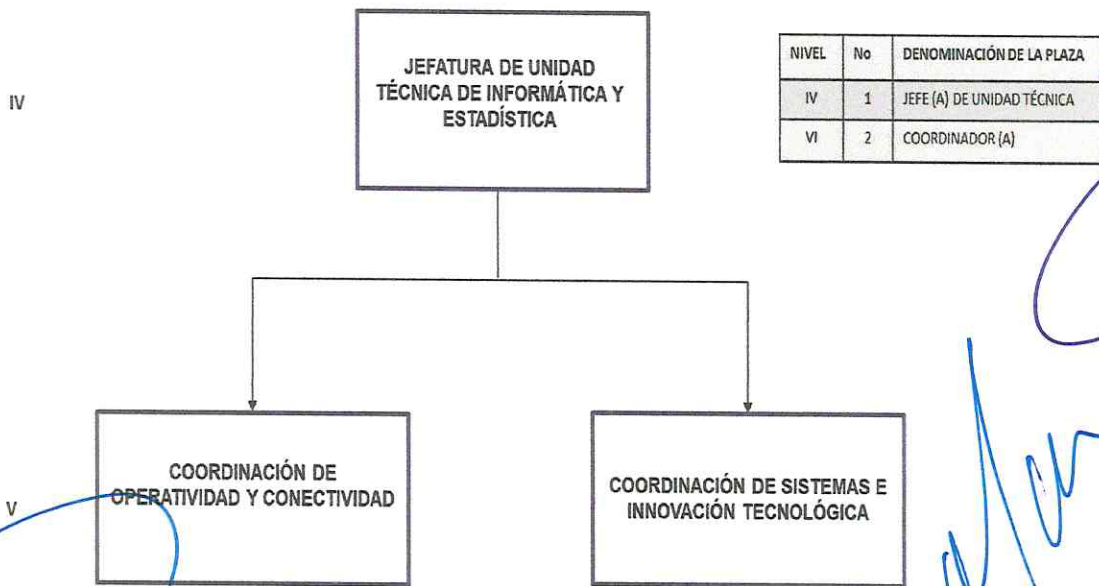 IV
JEFATURA DE UNIDAD
TÉCNICA DE INFORMÁTICA Y
ESTADÍSTICA
NIVEL No DENOMINACIÓN DE LA PLAZA
IV 1 JEFE (A) DE UNIDAD TÉCNICA
VI 2 COORDINADOR (A)
V
COORDINACIÓN DE
OPERATIVIDAD Y CONECTIVIDAD
COORDINACIÓN DE SISTEMAS E
INNOVACIÓN TECNOLÓGICA